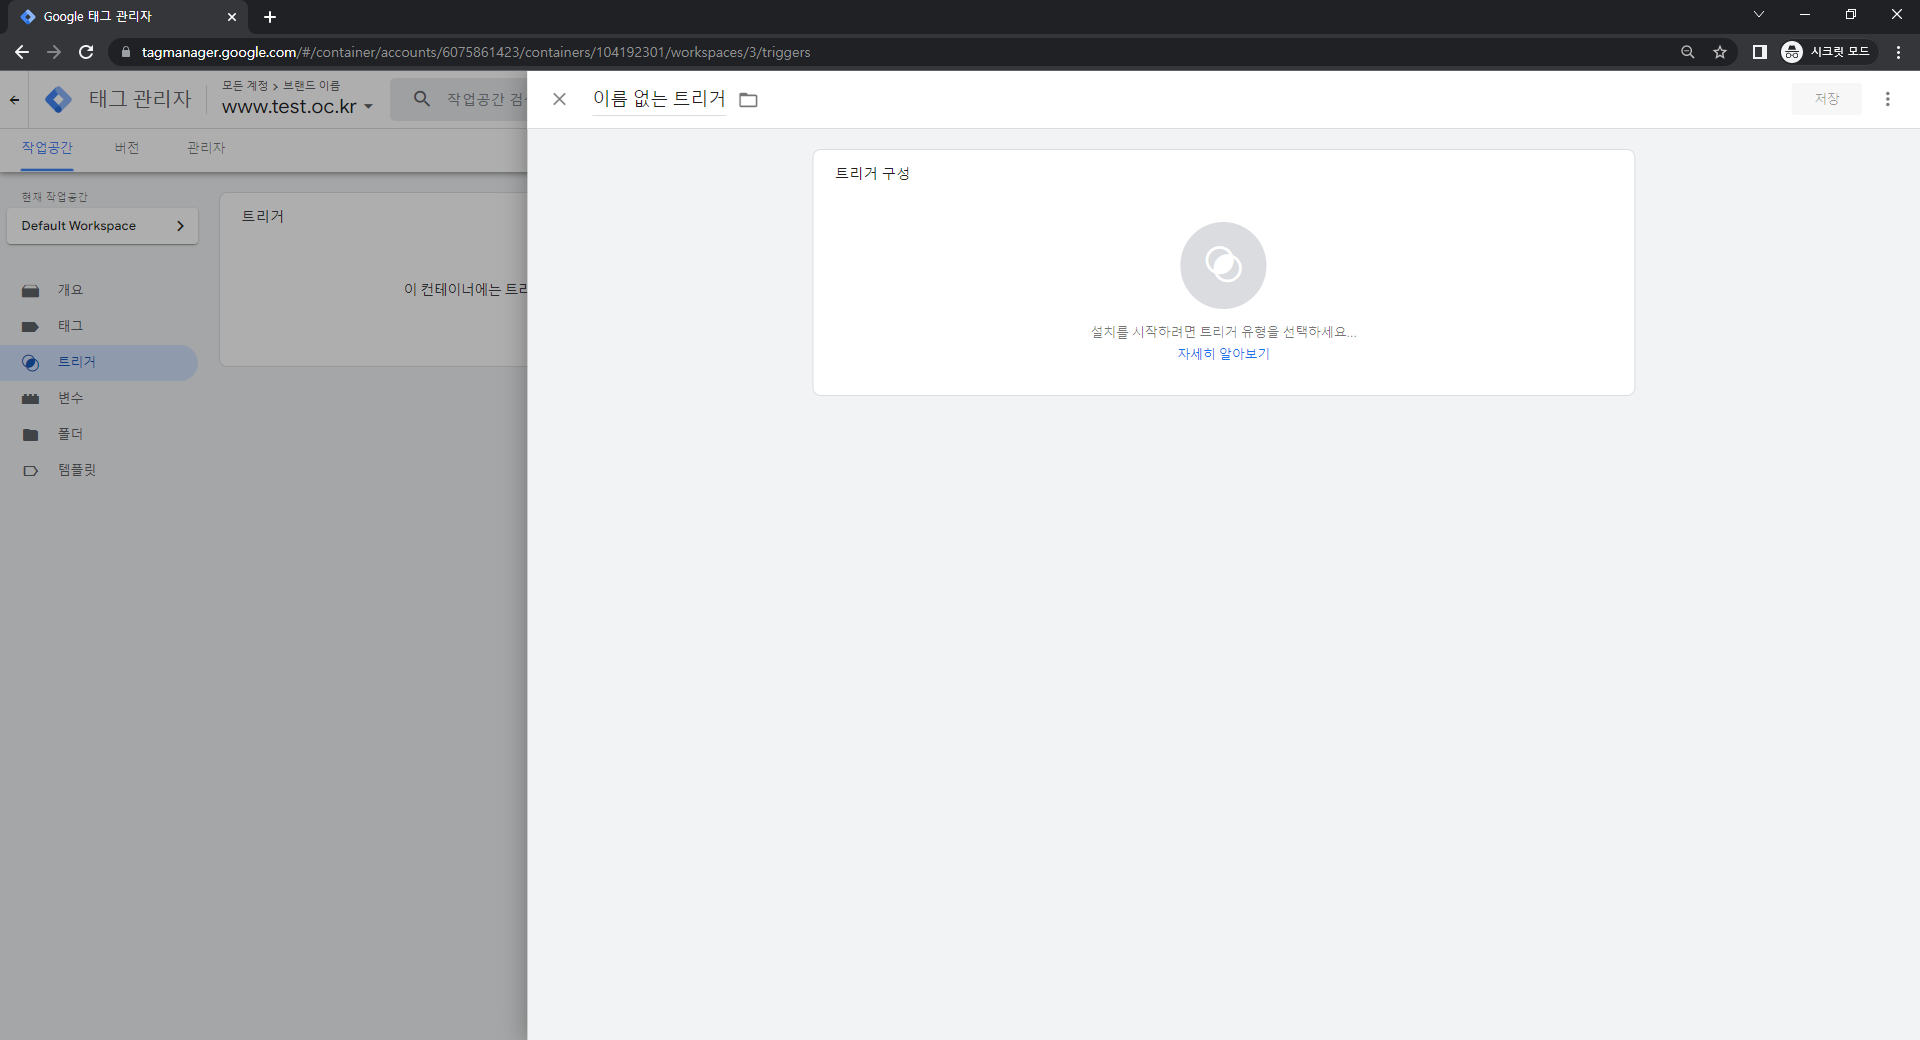 Google 태그 관리자
tagmanager.google.com/#/container/accounts/6075861423/containers/104192301/workspaces/3/triggers
시크릿 모드
태그 관리자
모든 계정 > 브랜드 이름
www.test.oc.kr
작업공간 검
이름 없는 트리거
저장
작업공간
버전
관리자
현재 작업공간
Default Workspace
개요
태그
트리거
변수
폴더
템플릿
트리거
이 컨테이너에는 트리
트리거 구성
설치를 시작하려면 트리거 유형을 선택하세요...
자세히 알아보기